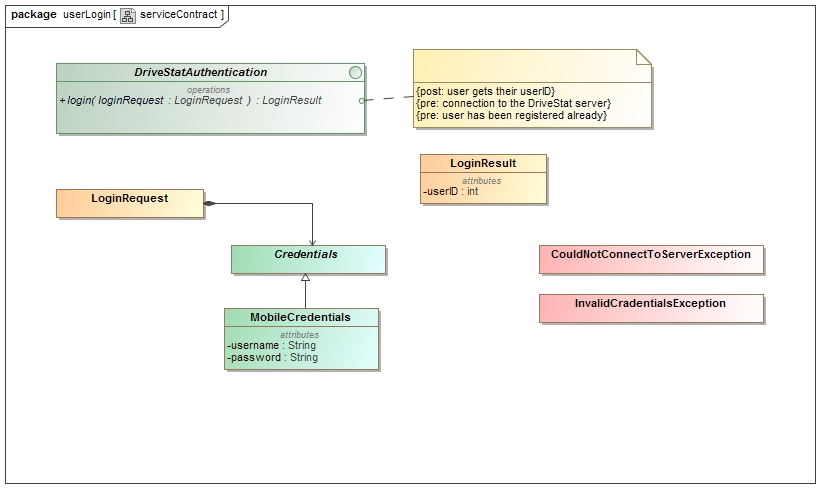 package userLogin [ serviceContract ]
DriveStatAuthentication
operations
+login( loginRequest : LoginRequest ) : LoginResult
{post: user gets their userID}
{pre: connection to the DriveStat server}
{pre: user has been registered already}
LoginResult
attributes
-userID : int
LoginRequest
Credentials
CouldNotConnectToServerException
InvalidCradentialsException
MobileCredentials
attributes
-username : String
-password : String